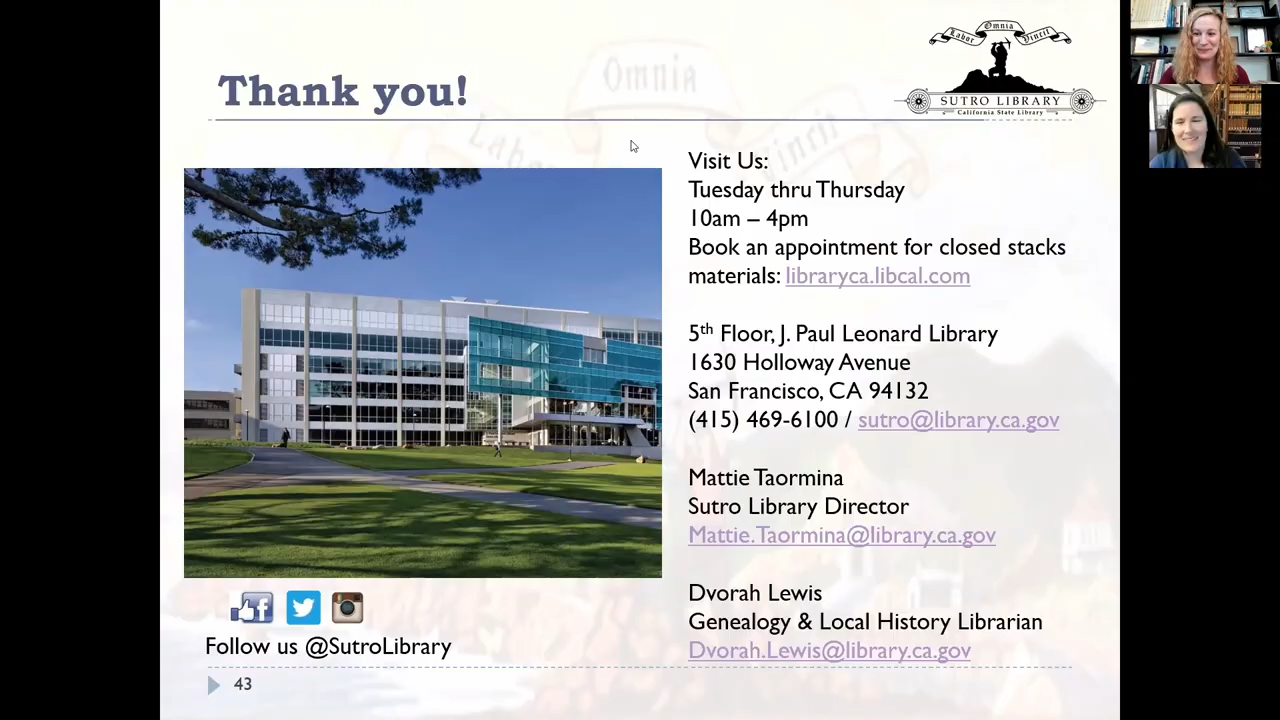 Thank you!
Labor Omnia Vincit
SUTRO LIBRARY
California State Library
Omnia
Labor
Vincit
Visit Us:
Tuesday thru Thursday
10am – 4pm
Book an appointment for closed stacks
materials: libraryca.libcal.com
5th Floor, J. Paul Leonard Library
1630 Holloway Avenue
San Francisco, CA 94132
(415) 469-6100 / sutro@library.ca.gov
Mattie Taormina
Sutro Library Director
Mattie.Taormina@library.ca.gov
Dvorah Lewis
Genealogy & Local History Librarian
Dvorah.Lewis@library.ca.gov
Follow us @SutroLibrary
43